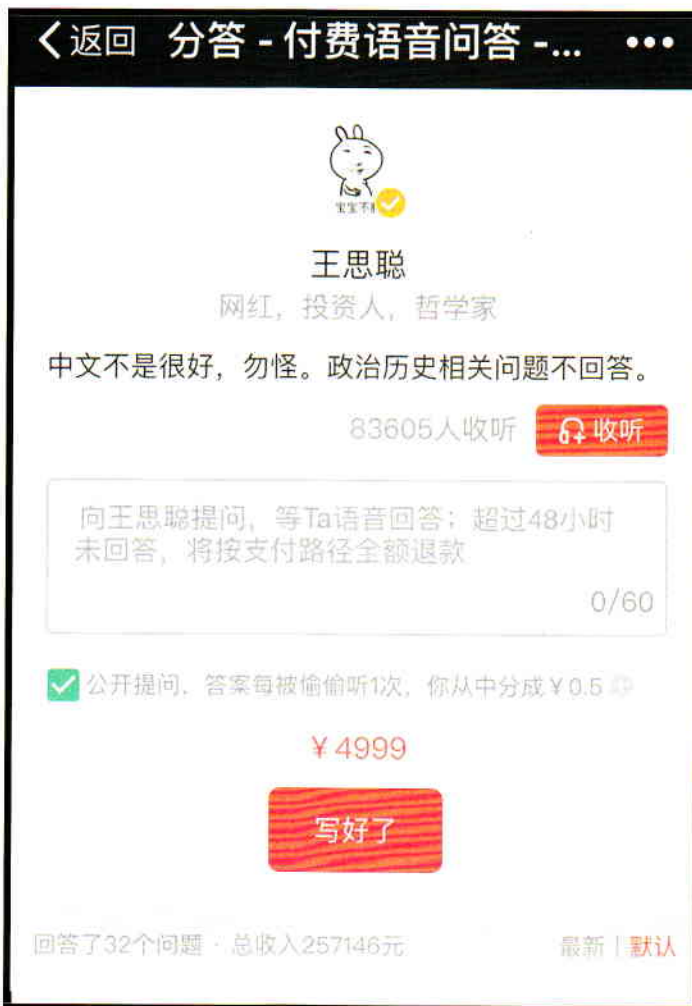 返回 分答 - 付费语音问答 -...
王思聪
网红，投资人，哲学家
中文不是很好，勿怪。政治历史相关问题不回答。
83605人收听 收听
向王思聪提问，等Ta语音回答；超过48小时
未回答，将按支付路径全额退款
0/60
公开提问，答案每被偷偷听1次，你从中分成￥0.5
￥4999
写好了
回答了32个问题 · 总收入257146元 最新 | 默认